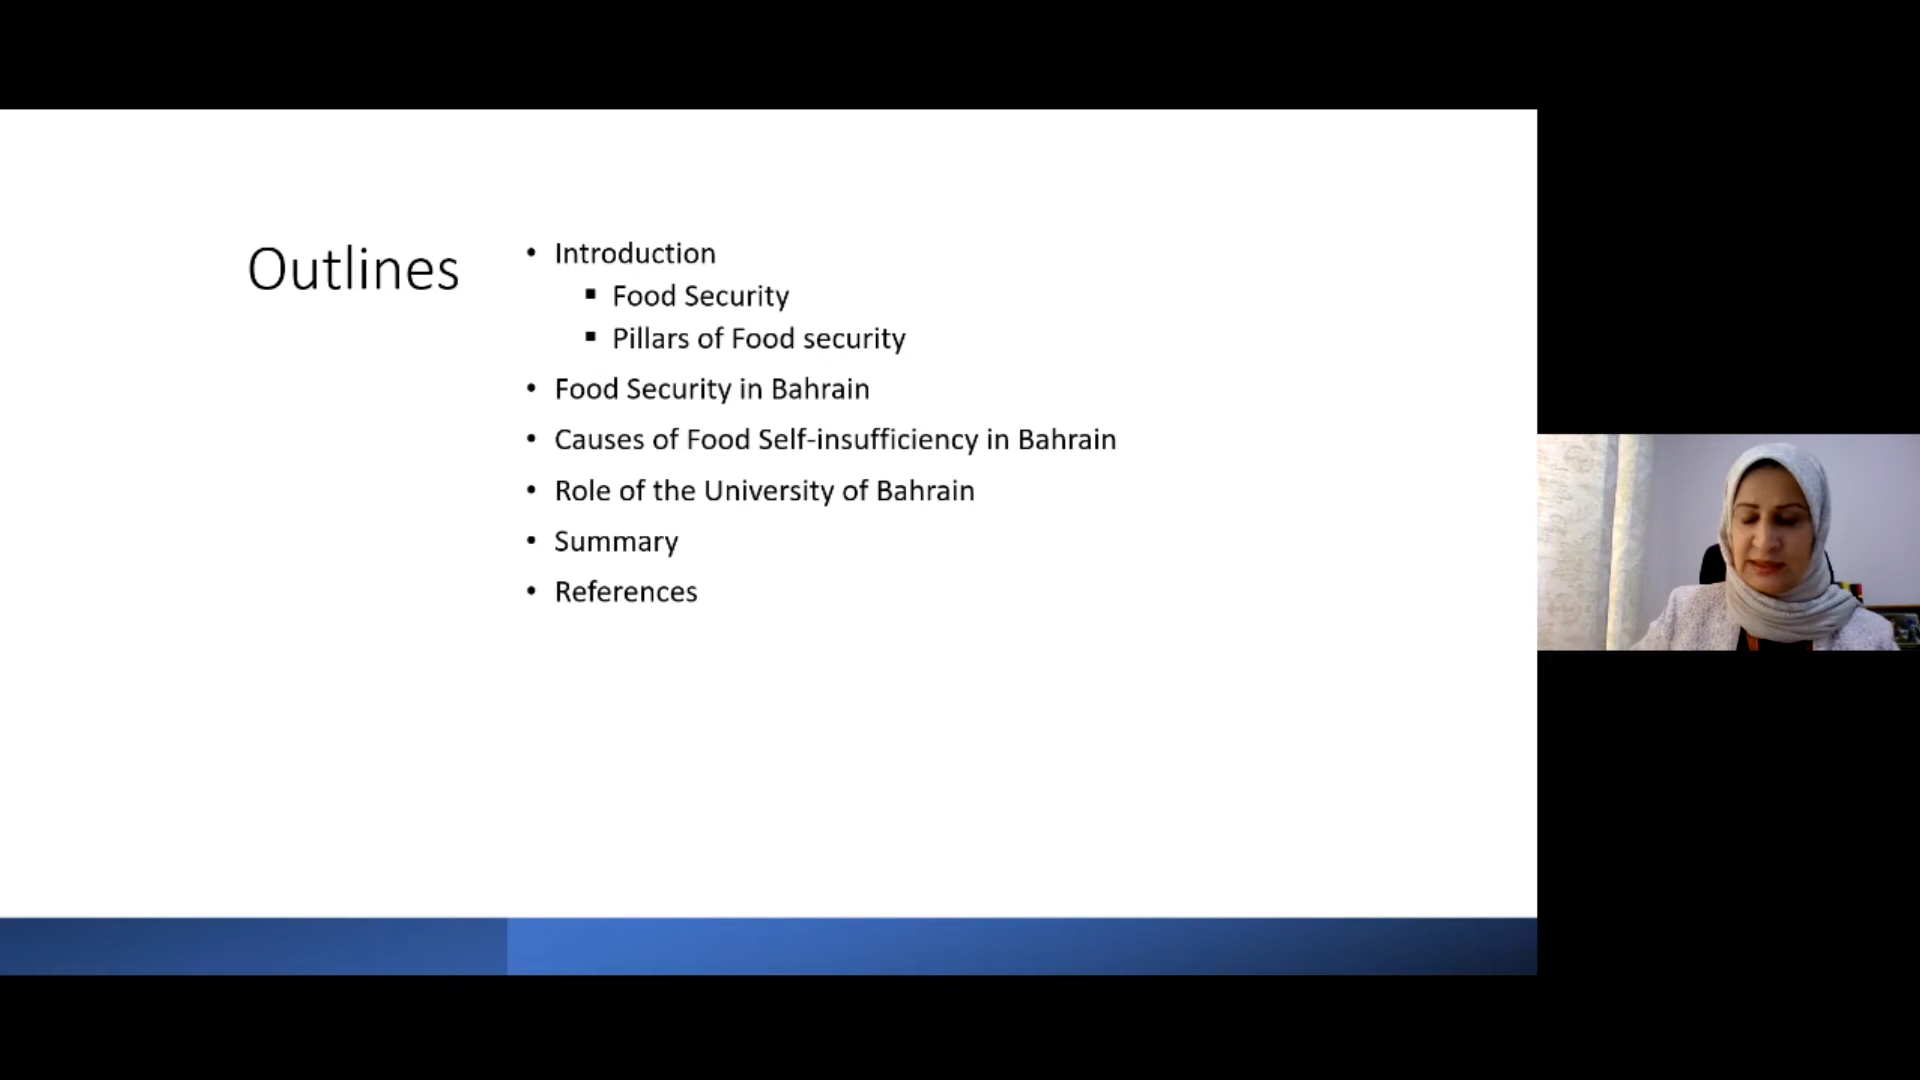 Outlines
• Introduction
▪ Food Security
▪ Pillars of Food security
• Food Security in Bahrain
• Causes of Food Self-insufficiency in Bahrain
• Role of the University of Bahrain
• Summary
• References